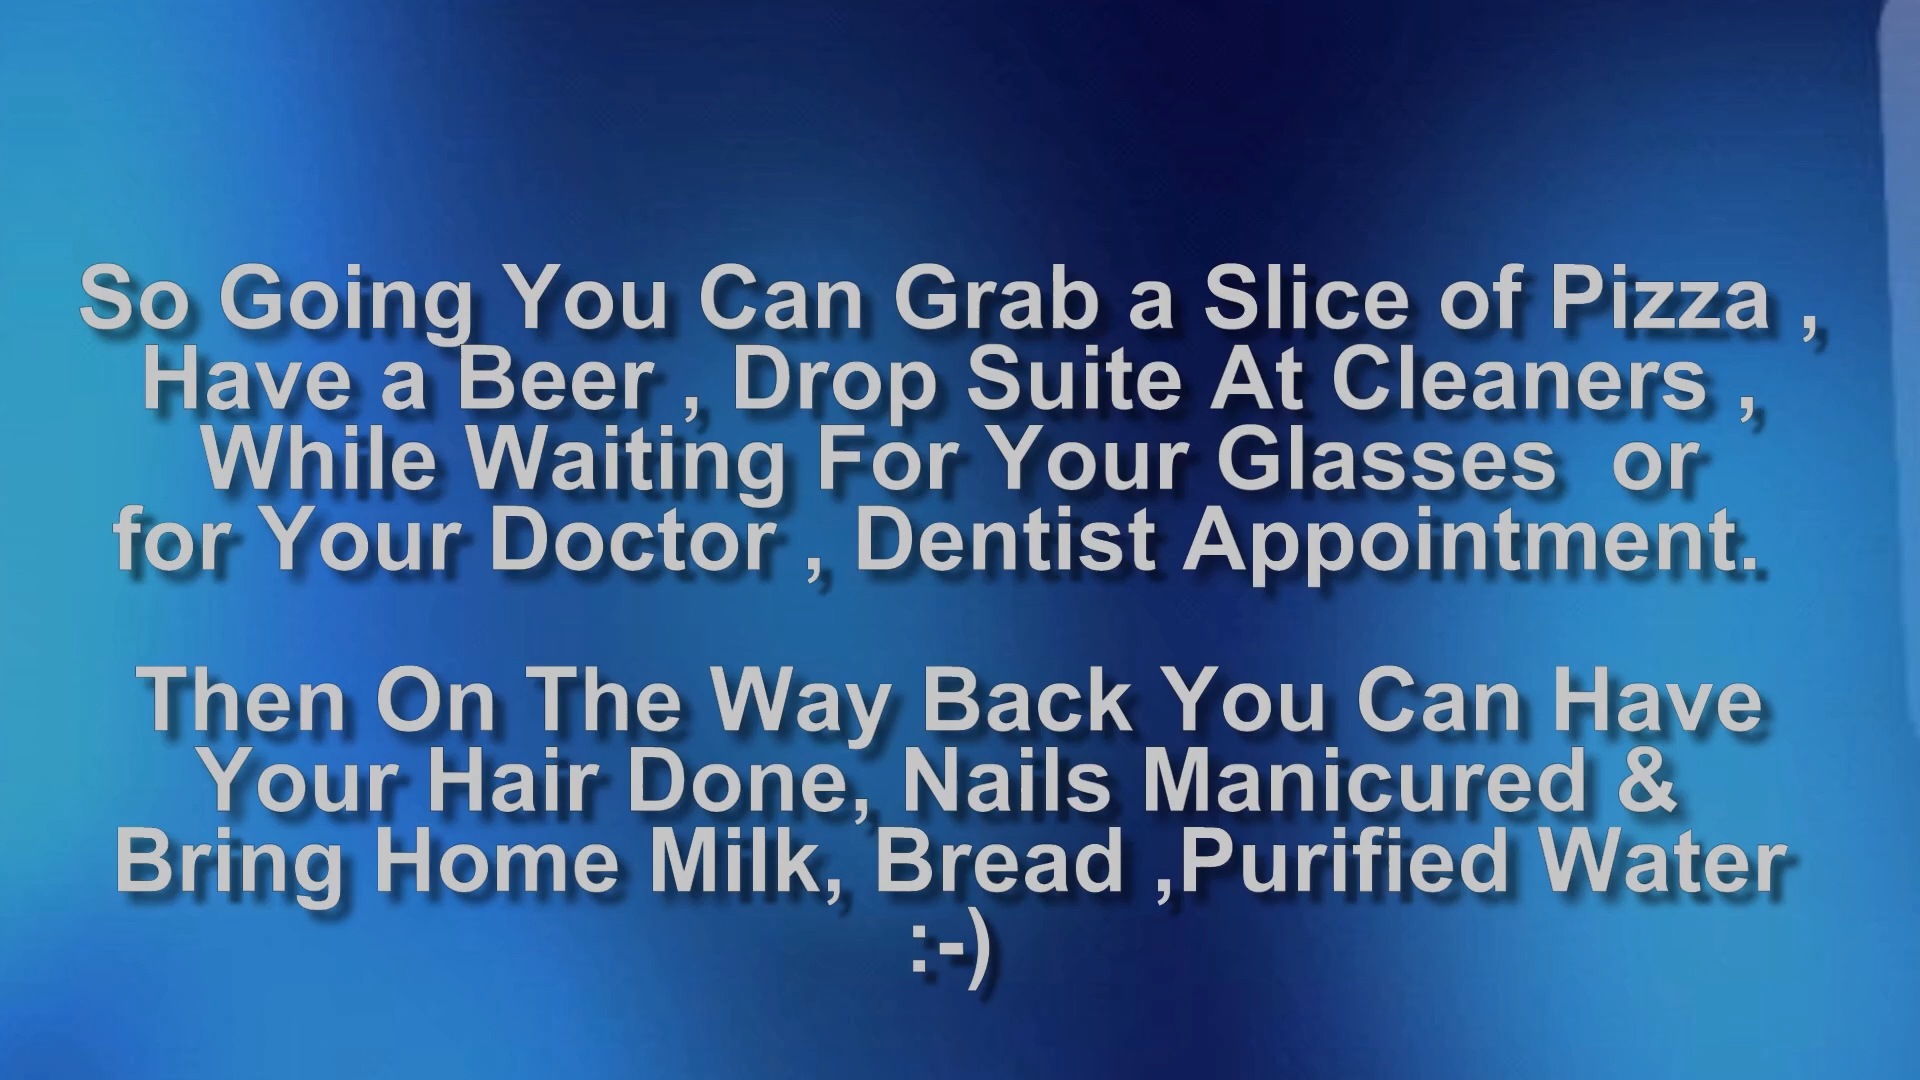 So Going You Can Grab a Slice of Pizza ,
Have a Beer , Drop Suite At Cleaners ,
While Waiting For Your Glasses  or
for Your Doctor , Dentist Appointment.
Then On The Way Back You Can Have
Your Hair Done, Nails Manicured &
Bring Home Milk, Bread ,Purified Water
:-)